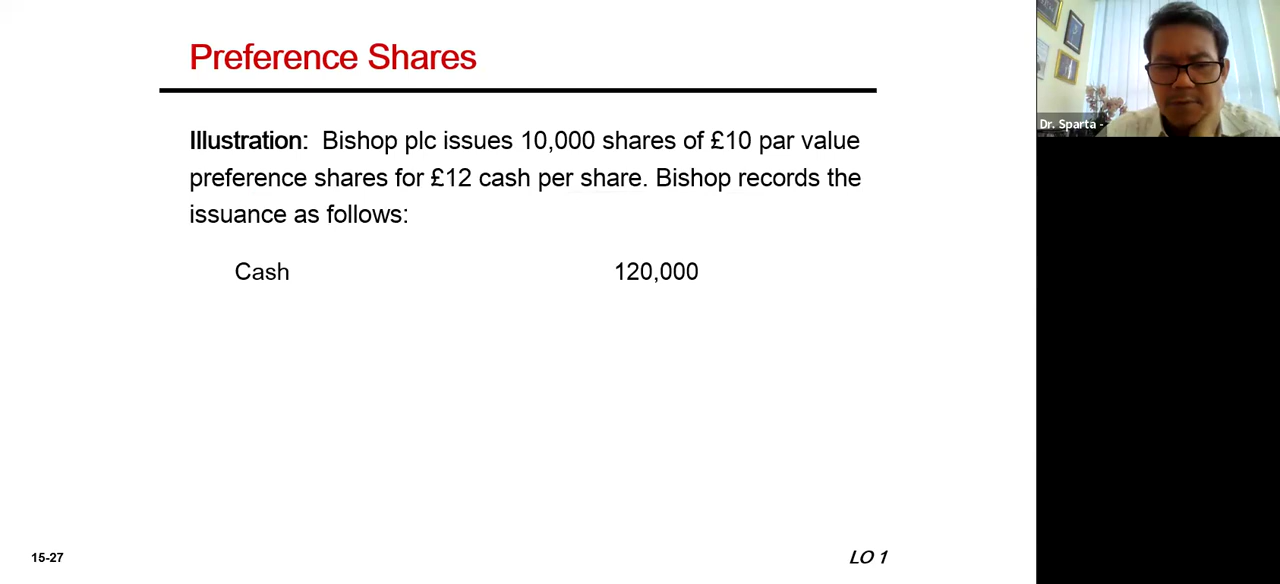 Preference Shares
Illustration: Bishop plc issues 10,000 shares of £10 par value
preference shares for £12 cash per share. Bishop records the
issuance as follows:
Cash 120,000
15-27
LO 1
Dr. Sparta -